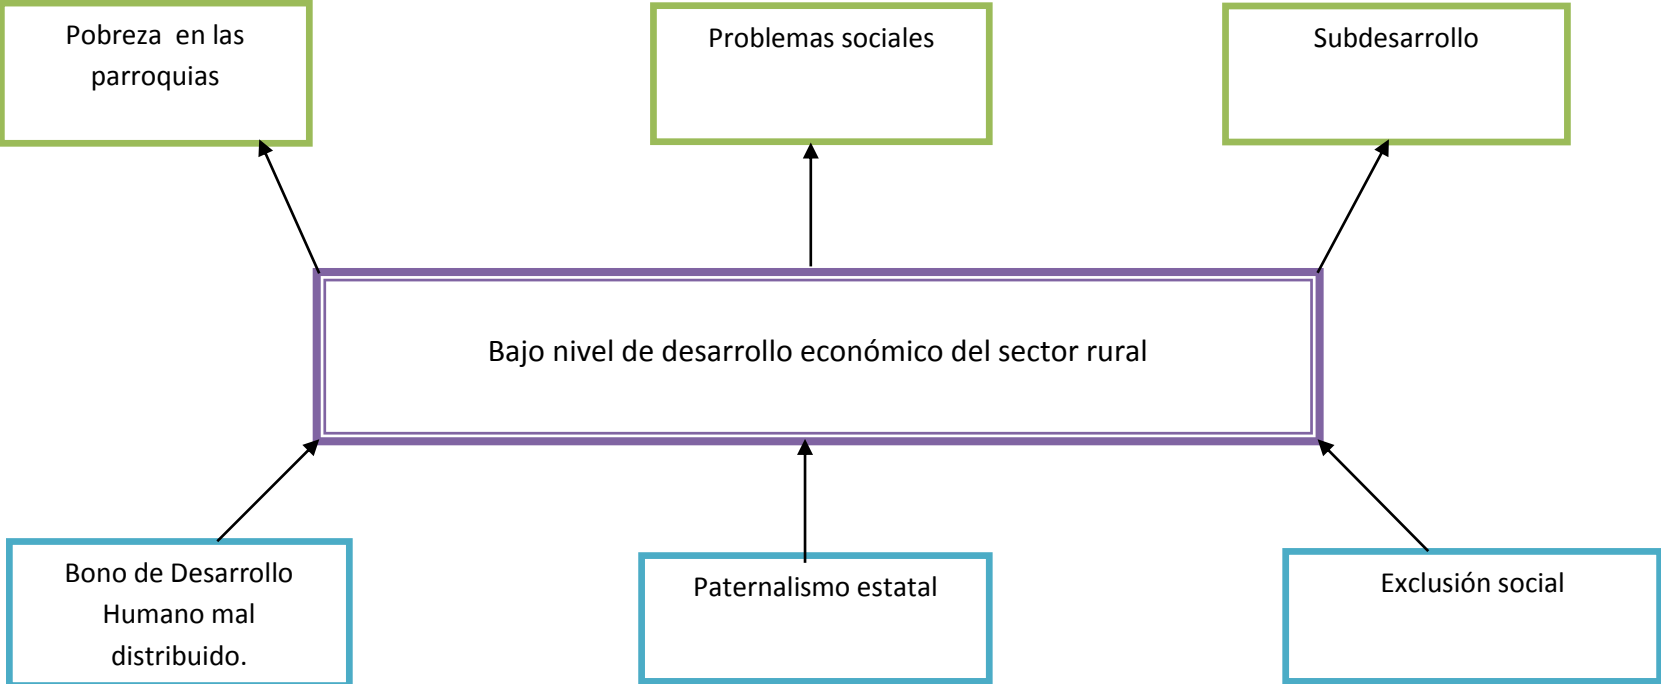 Pobreza en las
parroquias
Problemas sociales
Subdesarrollo
Bajo nivel de desarrollo económico del sector rural
Bono de Desarrollo
Humano mal
distribuido.
Paternalismo estatal
Exclusión social